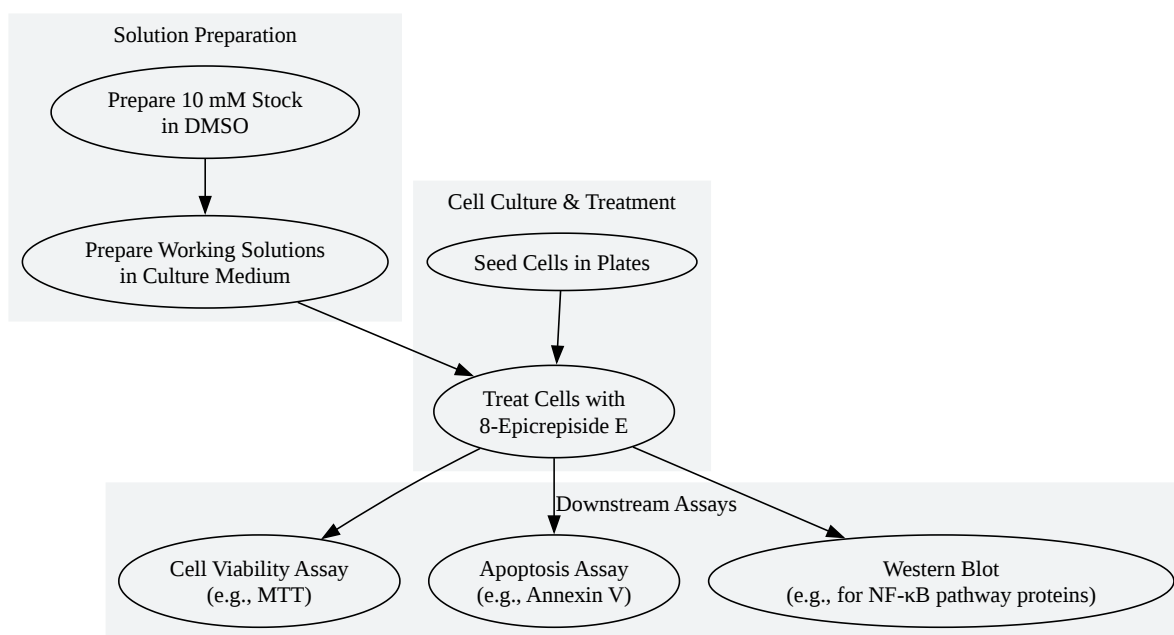 Solution Preparation
Prepare 10 mM Stock
in DMSO
Prepare Working Solutions
in Culture Medium
Cell Culture & Treatment
Seed Cells in Plates
Treat Cells with
8-Epicrepiside E
Downstream Assays
Cell Viability Assay
(e.g., MTT)
Apoptosis Assay
(e.g., Annexin V)
Western Blot
(e.g., for NF-κB pathway proteins)